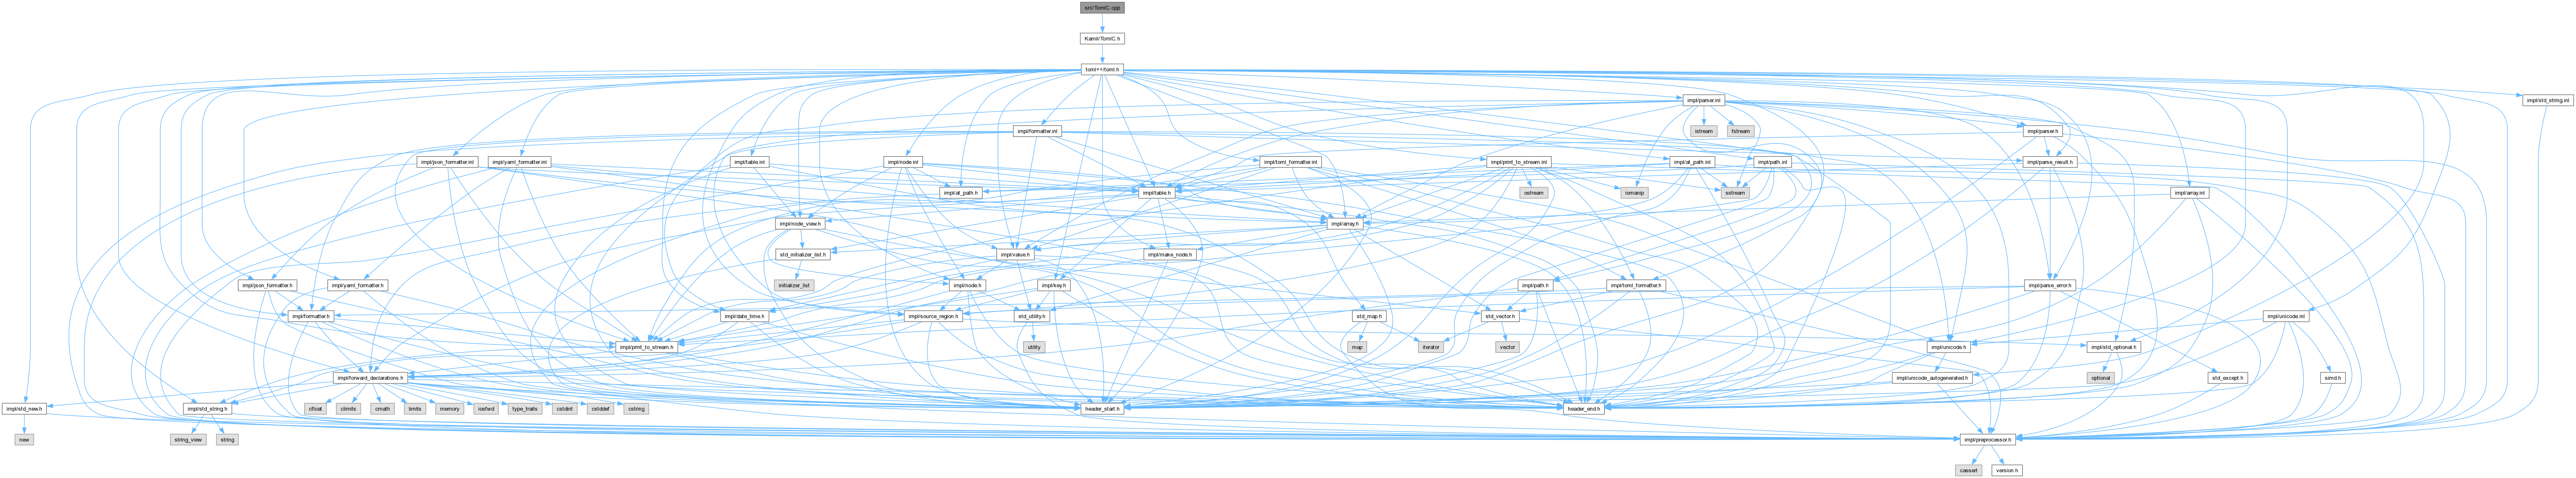 src/TomlC.cpp
Kamil/TomlC.h
toml++/toml.h
impl/parser.inl
impl/std_string.inl
impl/formatter.inl
istream
fstream
impl/parser.h
impl/json_formatter.inl
impl/yaml_formatter.inl
impl/table.inl
impl/node.inl
impl/toml_formatter.inl
impl/print_to_stream.inl
impl/at_path.inl
impl/path.inl
impl/parse_result.h
impl/at_path.h
impl/table.h
ostream
iomanip
sstream
impl/array.inl
impl/node_view.h
impl/array.h
std_initializer_list.h
impl/value.h
impl/make_node.h
impl/json_formatter.h
impl/yaml_formatter.h
initializer_list
impl/node.h
impl/key.h
impl/path.h
impl/toml_formatter.h
impl/parse_error.h
impl/formatter.h
impl/date_time.h
impl/source_region.h
std_utility.h
std_map.h
std_vector.h
impl/unicode.inl
impl/print_to_stream.h
utility
map
iterator
vector
impl/unicode.h
impl/std_optional.h
impl/forward_declarations.h
impl/unicode_autogenerated.h
optional
std_except.h
simd.h
impl/std_new.h
impl/std_string.h
cfloat
climits
cmath
limits
memory
iosfwd
type_traits
cstdint
cstddef
cstring
header_start.h
header_end.h
new
string_view
string
impl/preprocessor.h
cassert
version.h